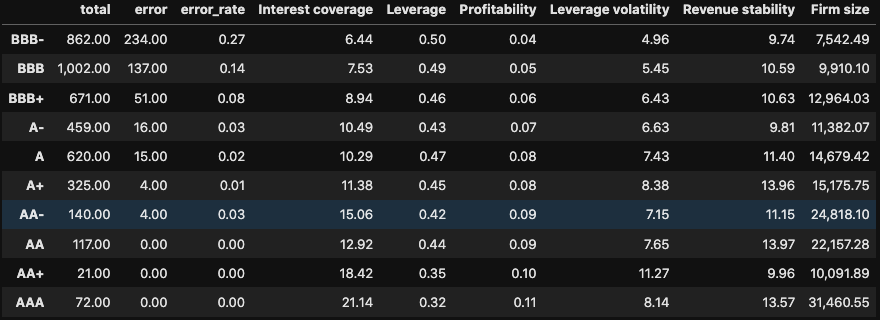 total error error_rate Interest coverage Leverage Profitability Leverage volatility Revenue stability Firm size
BBB- 862.00 234.00 0.27 6.44 0.50 0.04 4.96 9.74 7,542.49
BBB 1,002.00 137.00 0.14 7.53 0.49 0.05 5.45 10.59 9,910.10
BBB+ 671.00 51.00 0.08 8.94 0.46 0.06 6.43 10.63 12,964.03
A- 459.00 16.00 0.03 10.49 0.43 0.07 6.63 9.81 11,382.07
A 620.00 15.00 0.02 10.29 0.47 0.08 7.43 11.40 14,679.42
A+ 325.00 4.00 0.01 11.38 0.45 0.08 8.38 13.96 15,175.75
AA- 140.00 4.00 0.03 15.06 0.42 0.09 7.15 11.15 24,818.10
AA 117.00 0.00 0.00 12.92 0.44 0.09 7.65 13.97 22,157.28
AA+ 21.00 0.00 0.00 18.42 0.35 0.10 11.27 9.96 10,091.89
AAA 72.00 0.00 0.00 21.14 0.32 0.11 8.14 13.57 31,460.55